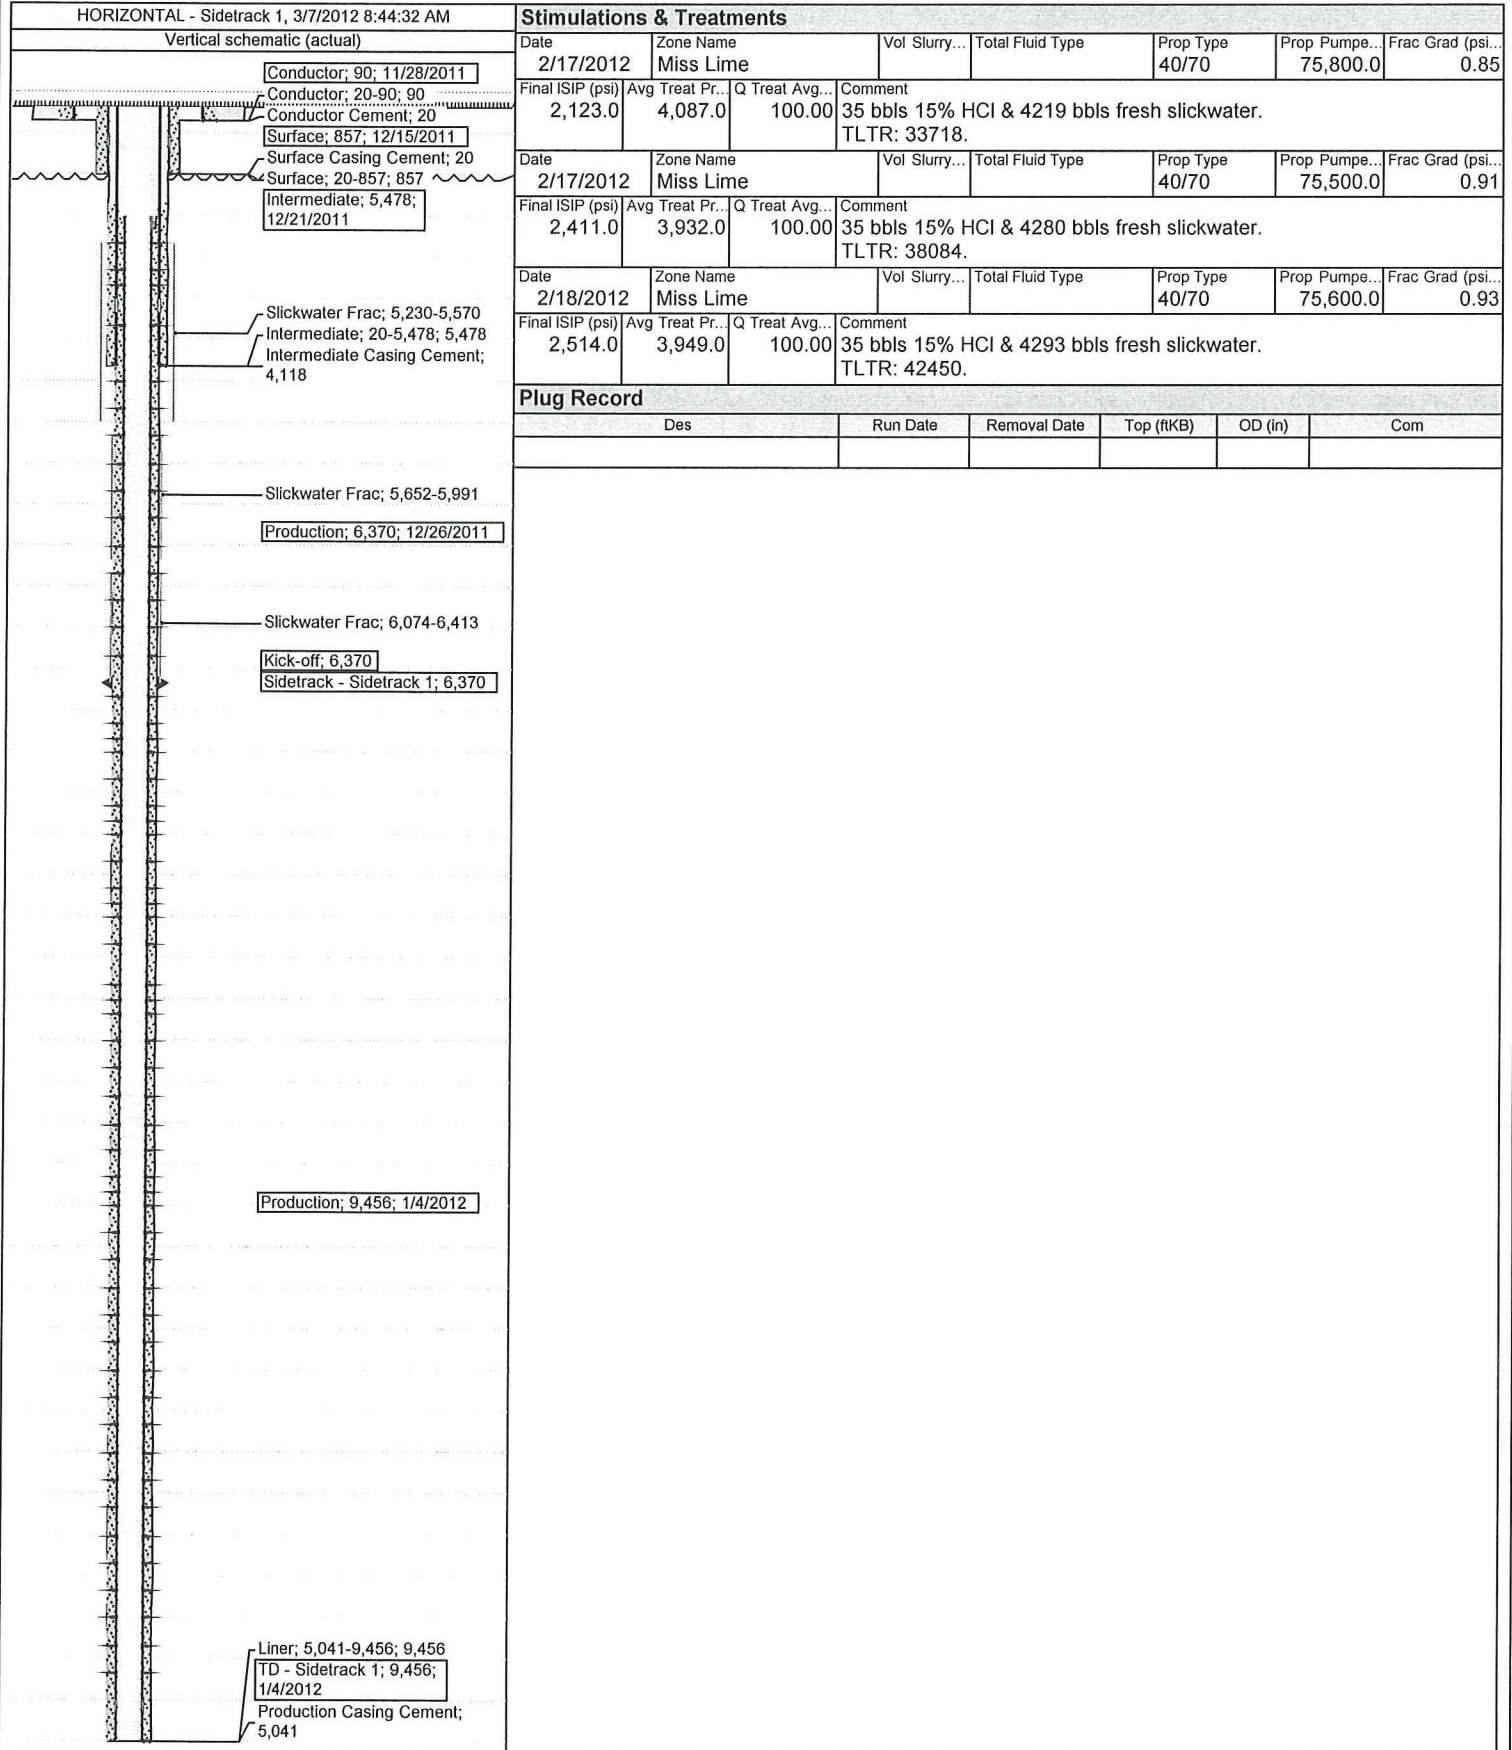 HORIZONTAL - Sidetrack 1, 3/7/2012 8:44:32 AM
Vertical schematic (actual)
Conductor; 90; 11/28/2011
Conductor; 20-90; 90
Conductor Cement; 20
Surface; 857; 12/15/2011
Surface Casing Cement; 20
Surface; 20-857; 857
Intermediate; 5,478;
12/21/2011
Slickwater Frac; 5,230-5,570
Intermediate; 20-5,478; 5,478
Intermediate Casing Cement;
4,118
Slickwater Frac; 5,652-5,991
Production; 6,370; 12/26/2011
Slickwater Frac; 6,074-6,413
Kick-off; 6,370
Sidetrack - Sidetrack 1; 6,370
Production; 9,456; 1/4/2012
Liner; 5,041-9,456; 9,456
TD - Sidetrack 1; 9,456;
1/4/2012
Production Casing Cement;
5,041
Stimulations & Treatments
Date Zone Name Vol Slurry... Total Fluid Type Prop Type Prop Pumpe... Frac Grad (psi...
2/17/2012 Miss Lime 40/70 75,800.0 0.85
Final ISIP (psi) Avg Treat Pr... Q Treat Avg... Comment
2,123.0 4,087.0 100.00 35 bbls 15% HCl & 4219 bbls fresh slickwater.
TLTR: 33718.
Date Zone Name Vol Slurry... Total Fluid Type Prop Type Prop Pumpe... Frac Grad (psi...
2/17/2012 Miss Lime 40/70 75,500.0 0.91
Final ISIP (psi) Avg Treat Pr... Q Treat Avg... Comment
2,411.0 3,932.0 100.00 35 bbls 15% HCl & 4280 bbls fresh slickwater.
TLTR: 38084.
Date Zone Name Vol Slurry... Total Fluid Type Prop Type Prop Pumpe... Frac Grad (psi...
2/18/2012 Miss Lime 40/70 75,600.0 0.93
Final ISIP (psi) Avg Treat Pr... Q Treat Avg... Comment
2,514.0 3,949.0 100.00 35 bbls 15% HCl & 4293 bbls fresh slickwater.
TLTR: 42450.
Plug Record
Des Run Date Removal Date Top (ftKB) OD (in) Com